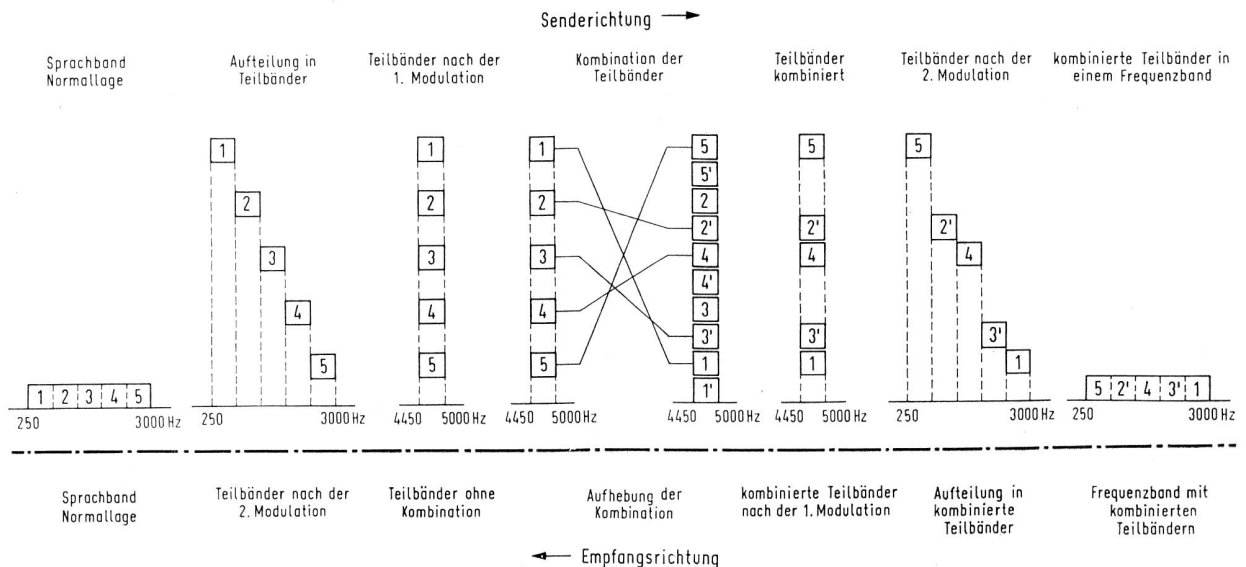 Senderichtung →
Sprachband
Normallage
Aufteilung in
Teilbänder
Teilbänder nach der
1. Modulation
Kombination der
Teilbänder
Teilbänder
kombiniert
Teilbänder nach der
2. Modulation
kombinierte Teilbänder in
einem Frequenzband
1 2 3 4 5
250 3000 Hz
1
2
3
4
5
250 3000 Hz
1
2
3
4
5
4450 5000 Hz
1
2
3
4
5
4450 5000 Hz
5
5'
2
2'
4
4'
3
3'
1
1'
4450 5000 Hz
5
2'
4
3'
1
4450 5000 Hz
5
2'
4
3'
1
250 3000 Hz
5 2' 4 3' 1
250 3000 Hz
Sprachband
Normallage
Teilbänder nach der
2. Modulation
Teilbänder ohne
Kombination
Aufhebung der
Kombination
kombinierte Teilbänder
nach der 1. Modulation
Aufteilung in
kombinierte
Teilbänder
Frequenzband mit
kombinierten
Teilbändern
← Empfangsrichtung